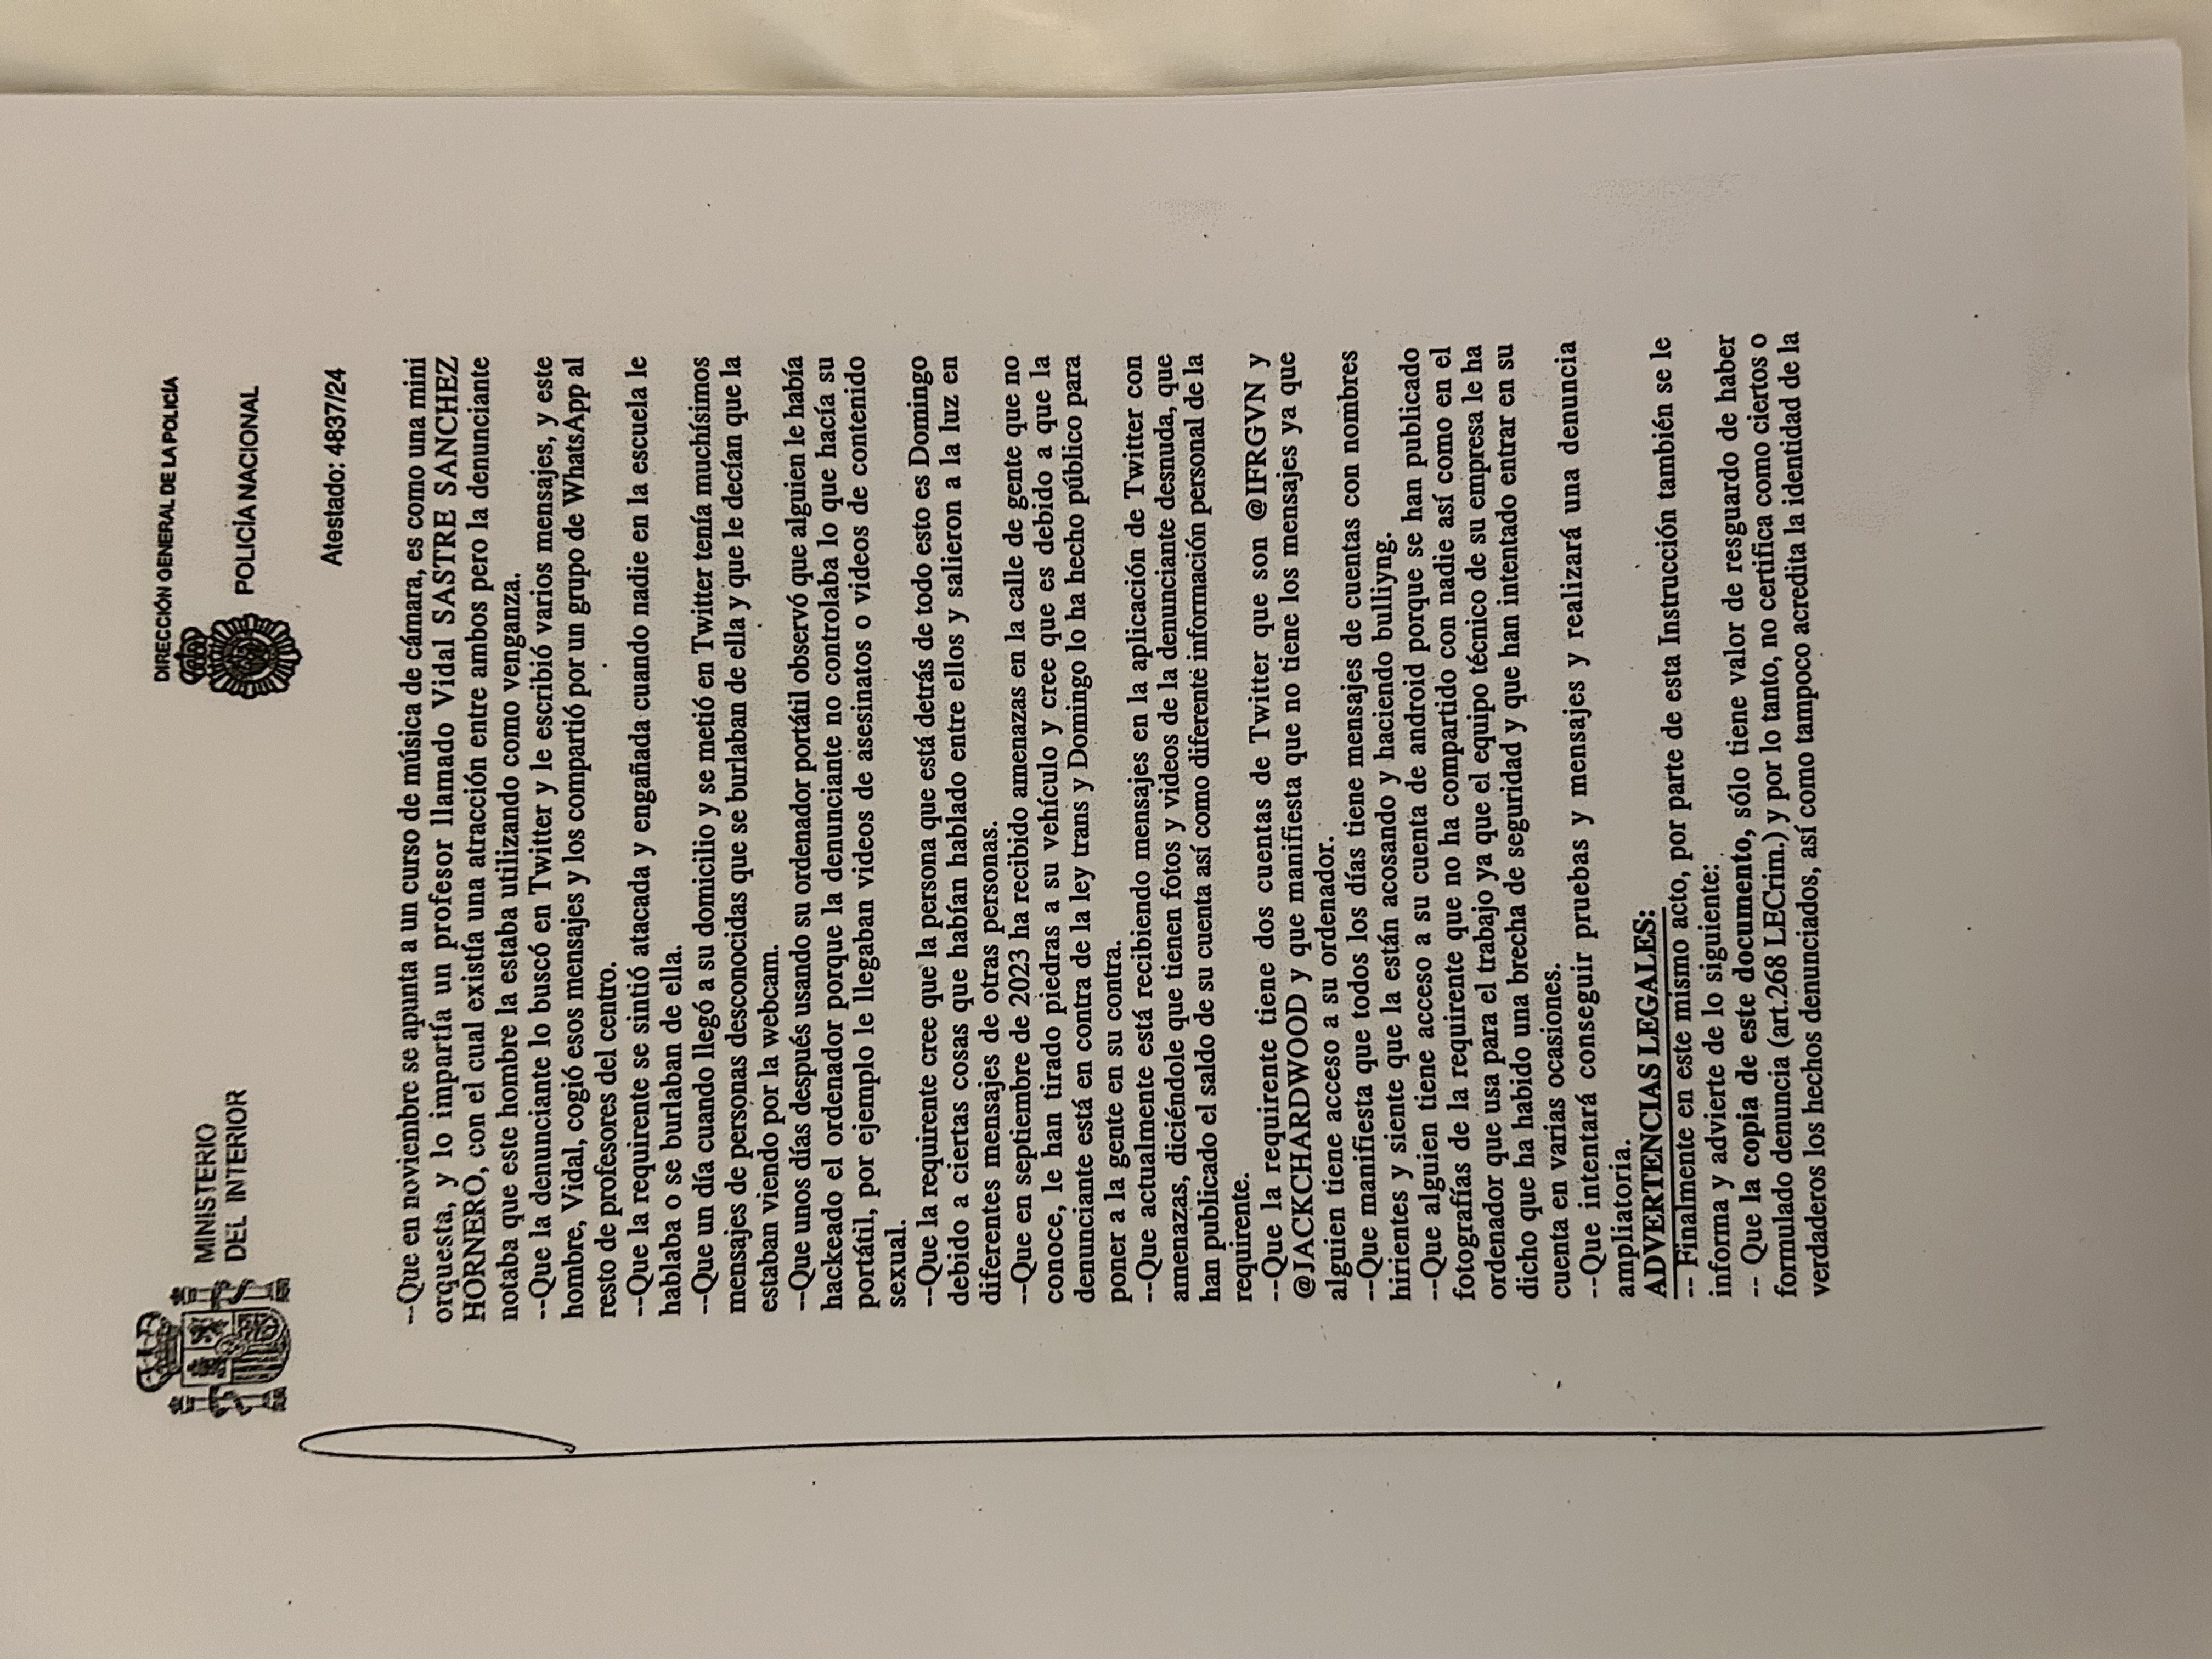 MINISTERIO
DEL INTERIOR
DIRECCIÓN GENERAL DE LA POLICÍA
POLICÍA NACIONAL
Atestado: 4837/24
--Que en noviembre se apunta a un curso de música de cámara, es como una mini
orquesta, y lo impartía un profesor llamado Vidal SASTRE SANCHEZ
HORNERO, con el cual existía una atracción entre ambos pero la denunciante
notaba que este hombre la estaba utilizando como venganza.
--Que la denunciante lo buscó en Twitter y le escribió varios mensajes, y este
hombre, Vidal, cogió esos mensajes y los compartió por un grupo de WhatsApp al
resto de profesores del centro.
--Que la requirente se sintió atacada y engañada cuando nadie en la escuela le
hablaba o se burlaban de ella.
--Que un día cuando llegó a su domicilio y se metió en Twitter tenía muchísimos
mensajes de personas desconocidas que se burlaban de ella y que le decían que la
estaban viendo por la webcam.
--Que unos días después usando su ordenador portátil observó que alguien le había
hackeado el ordenador porque la denunciante no controlaba lo que hacía su
portátil, por ejemplo le llegaban videos de asesinatos o videos de contenido
sexual.
--Que la requirente cree que la persona que está detrás de todo esto es Domingo
debido a ciertas cosas que habían hablado entre ellos y salieron a la luz en
diferentes mensajes de otras personas.
--Que en septiembre de 2023 ha recibido amenazas en la calle de gente que no
conoce, le han tirado piedras a su vehículo y cree que es debido a que la
denunciante está en contra de la ley trans y Domingo lo ha hecho público para
poner a la gente en su contra.
--Que actualmente está recibiendo mensajes en la aplicación de Twitter con
amenazas, diciéndole que tienen fotos y videos de la denunciante desnuda, que
han publicado el saldo de su cuenta así como diferente información personal de la
requirente.
--Que la requirente tiene dos cuentas de Twitter que son @IFRGVN y
@JACKCHARDWOOD y que manifiesta que no tiene los mensajes ya que
alguien tiene acceso a su ordenador.
--Que manifiesta que todos los días tiene mensajes de cuentas con nombres
hirientes y siente que la están acosando y haciendo bulliyng.
--Que alguien tiene acceso a su cuenta de android porque se han publicado
fotografías de la requirente que no ha compartido con nadie así como en el
ordenador que usa para el trabajo ya que el equipo técnico de su empresa le ha
dicho que ha habido una brecha de seguridad y que han intentado entrar en su
cuenta en varias ocasiones.
--Que intentará conseguir pruebas y mensajes y realizará una denuncia
ampliatoria.
ADVERTENCIAS LEGALES:
-- Finalmente en este mismo acto, por parte de esta Instrucción también se le
informa y advierte de lo siguiente:
-- Que la copia de este documento, sólo tiene valor de resguardo de haber
formulado denuncia (art.268 LECrim.) y por lo tanto, no certifica como ciertos o
verdaderos los hechos denunciados, así como tampoco acredita la identidad de la